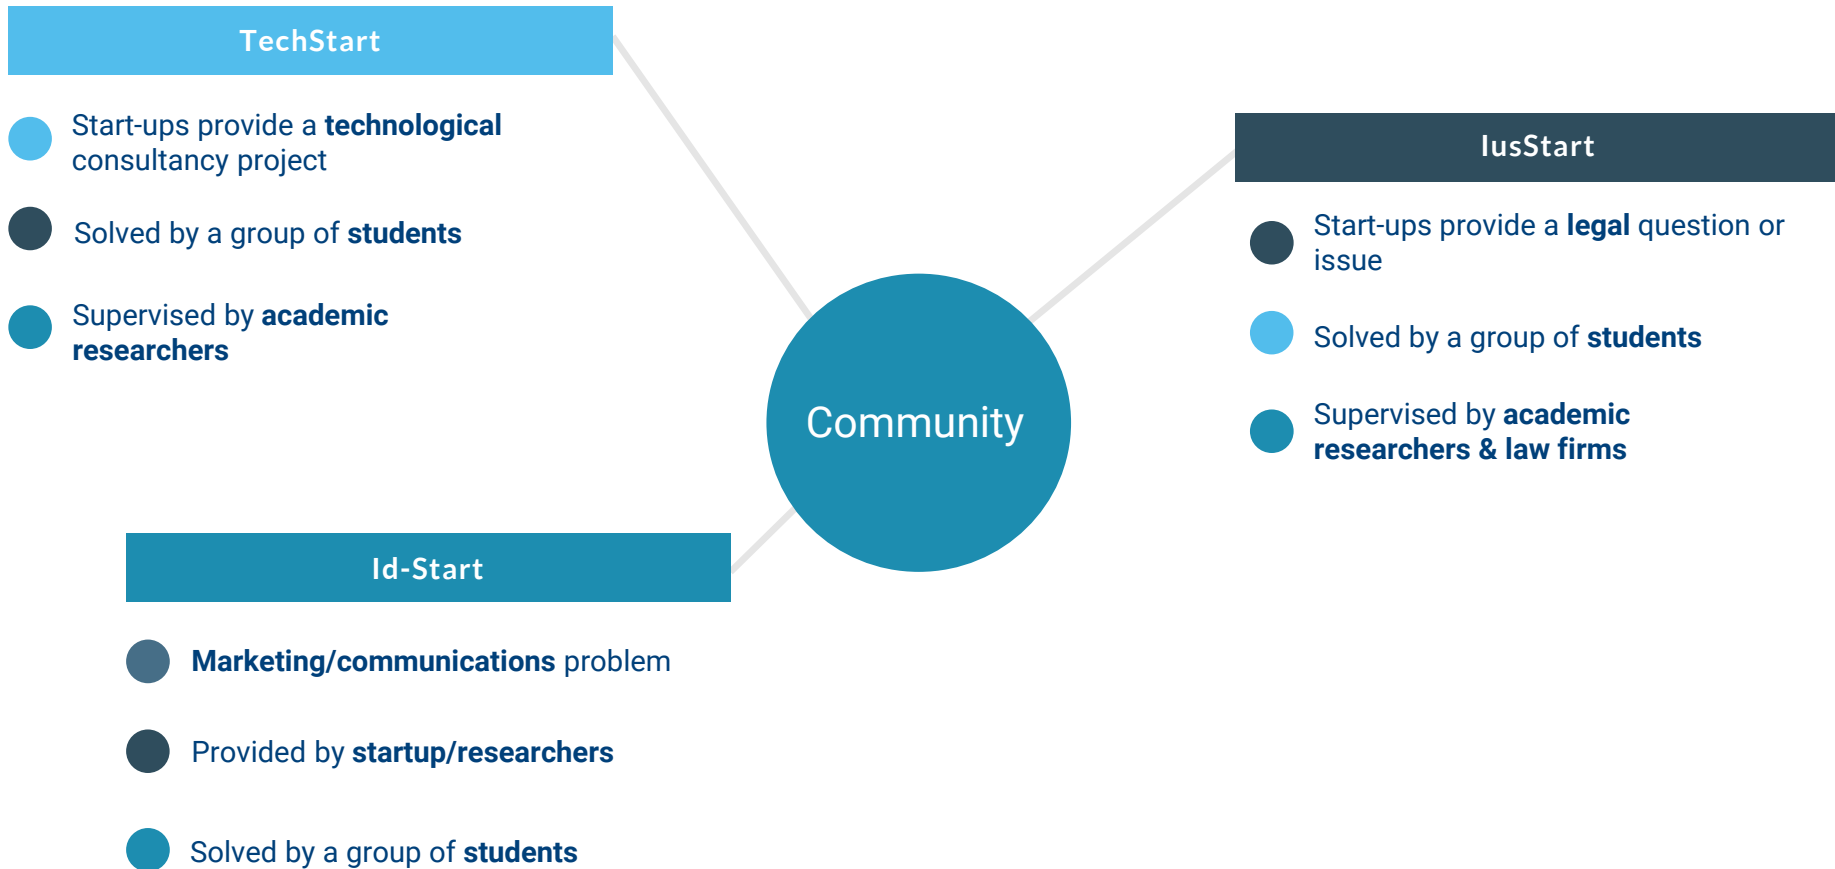 TechStart
Start-ups provide a technological
consultancy project
Solved by a group of students
Supervised by academic
researchers
IusStart
Start-ups provide a legal question or
issue
Solved by a group of students
Supervised by academic
researchers & law firms
Community
Id-Start
Marketing/communications problem
Provided by startup/researchers
Solved by a group of students